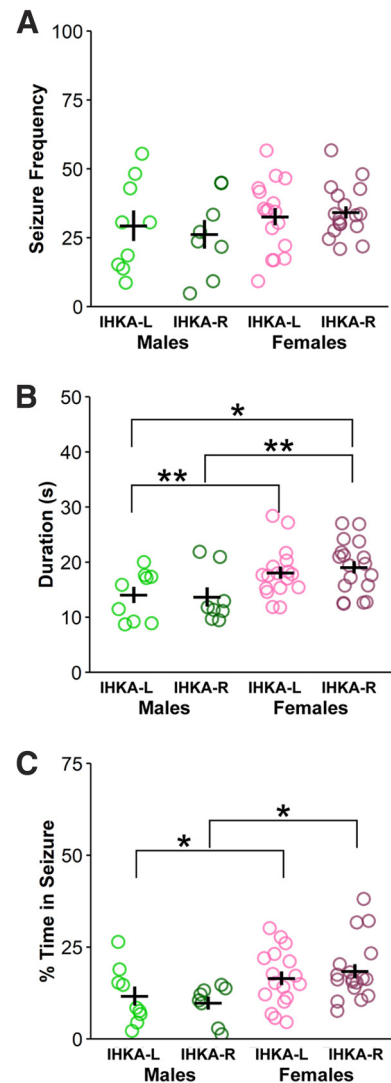 A
Seizure Frequency
100
75
50
25
0
IHKA-L IHKA-R IHKA-L IHKA-R
Males Females
B
Duration (s)
50
40
30
20
10
0
*
**
**
IHKA-L IHKA-R IHKA-L IHKA-R
Males Females
C
% Time in Seizure
75
50
25
0
*
*
IHKA-L IHKA-R IHKA-L IHKA-R
Males Females